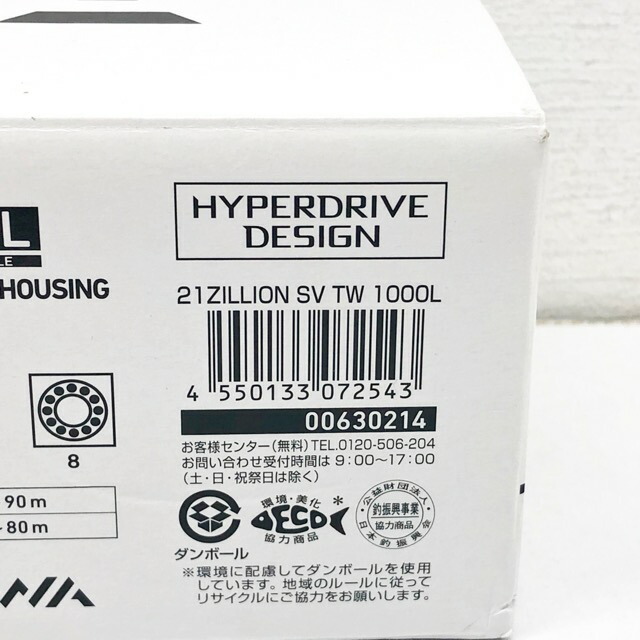 HYPERDRIVE
DESIGN
L
LE
HOUSING
21ZILLION SV TW 1000L
4 550133 072543
00630214
8
お客様センター(無料)TEL.0120-506-204
お問い合わせ受付時間は 9:00〜17:00
(土・日・祝祭日は除く)
90m
80m
環境・美化
ECO*
協力商品
公益財団法人
釣振興事業
協力商品
日本釣振興会
ダンボール
※環境に配慮してダンボールを使用
しています。地域のルールに従って
リサイクルにご協力をお願いします。